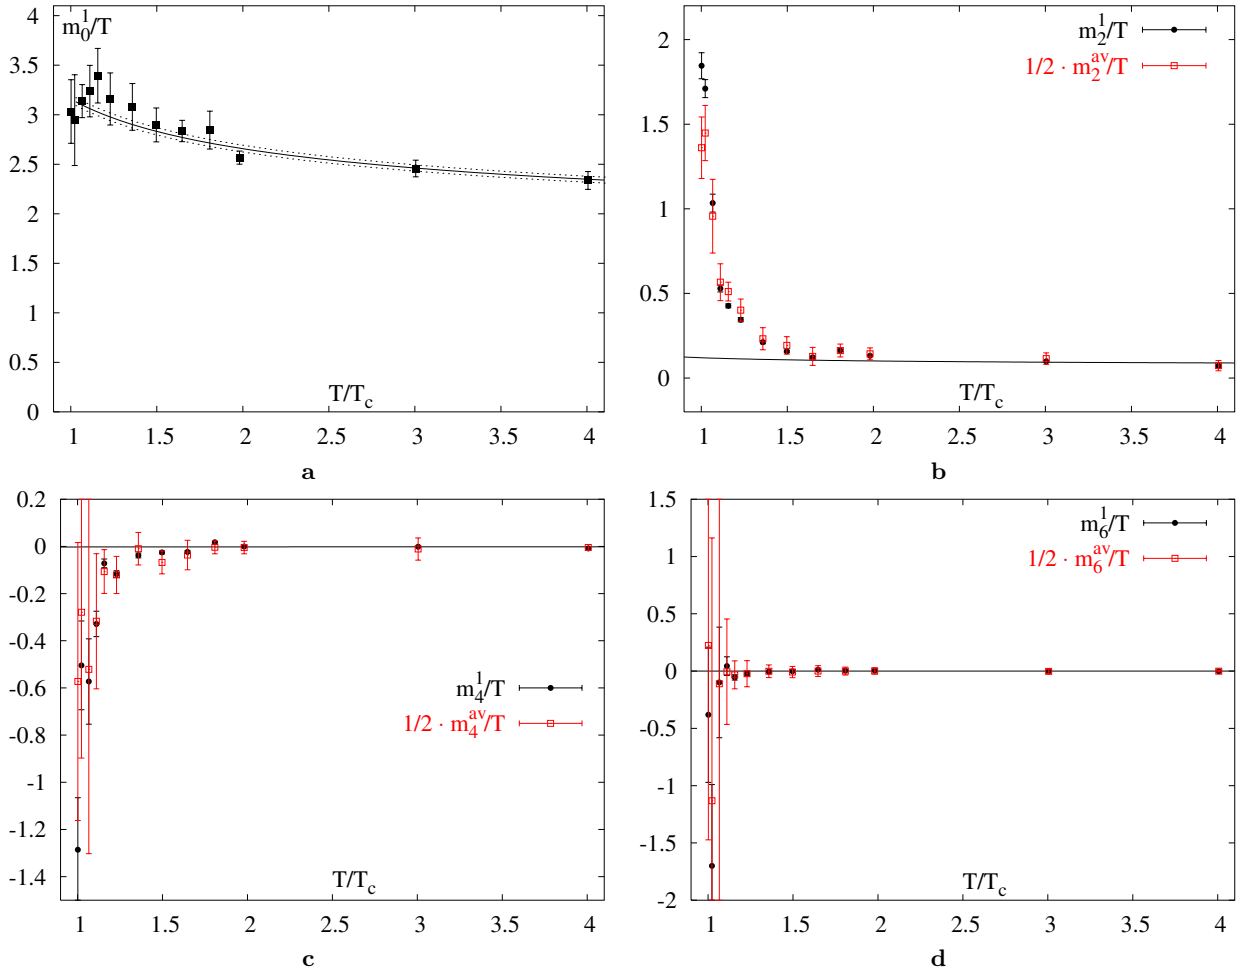 m_0^1/T
4
3.5
3
2.5
2
1.5
1
0.5
0
T/T_c
1 1.5 2 2.5 3 3.5 4
a
m_2^1/T
1/2 · m_2^av/T
2
1.5
1
0.5
0
T/T_c
1 1.5 2 2.5 3 3.5 4
b
0.2
0
-0.2
-0.4
-0.6
-0.8
-1
-1.2
-1.4
m_4^1/T
1/2 · m_4^av/T
T/T_c
1 1.5 2 2.5 3 3.5 4
c
1.5
1
0.5
0
-0.5
-1
-1.5
-2
m_6^1/T
1/2 · m_6^av/T
T/T_c
1 1.5 2 2.5 3 3.5 4
d